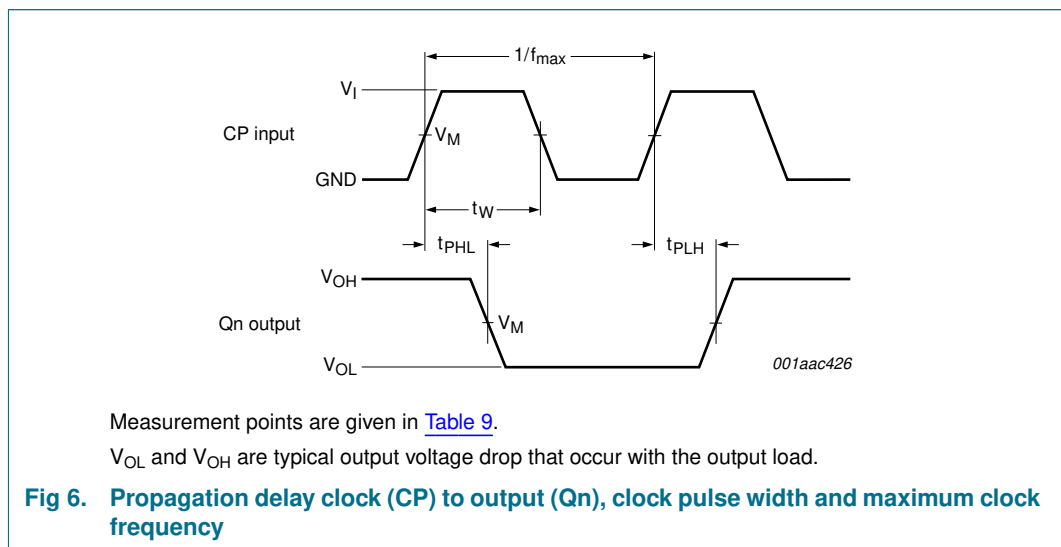 1/fmax
VI
CP input
VM
GND
tW
tPHL
tPLH
VOH
Qn output
VM
VOL
001aac426
Measurement points are given in Table 9.
VOL and VOH are typical output voltage drop that occur with the output load.
Fig 6. Propagation delay clock (CP) to output (Qn), clock pulse width and maximum clock
frequency